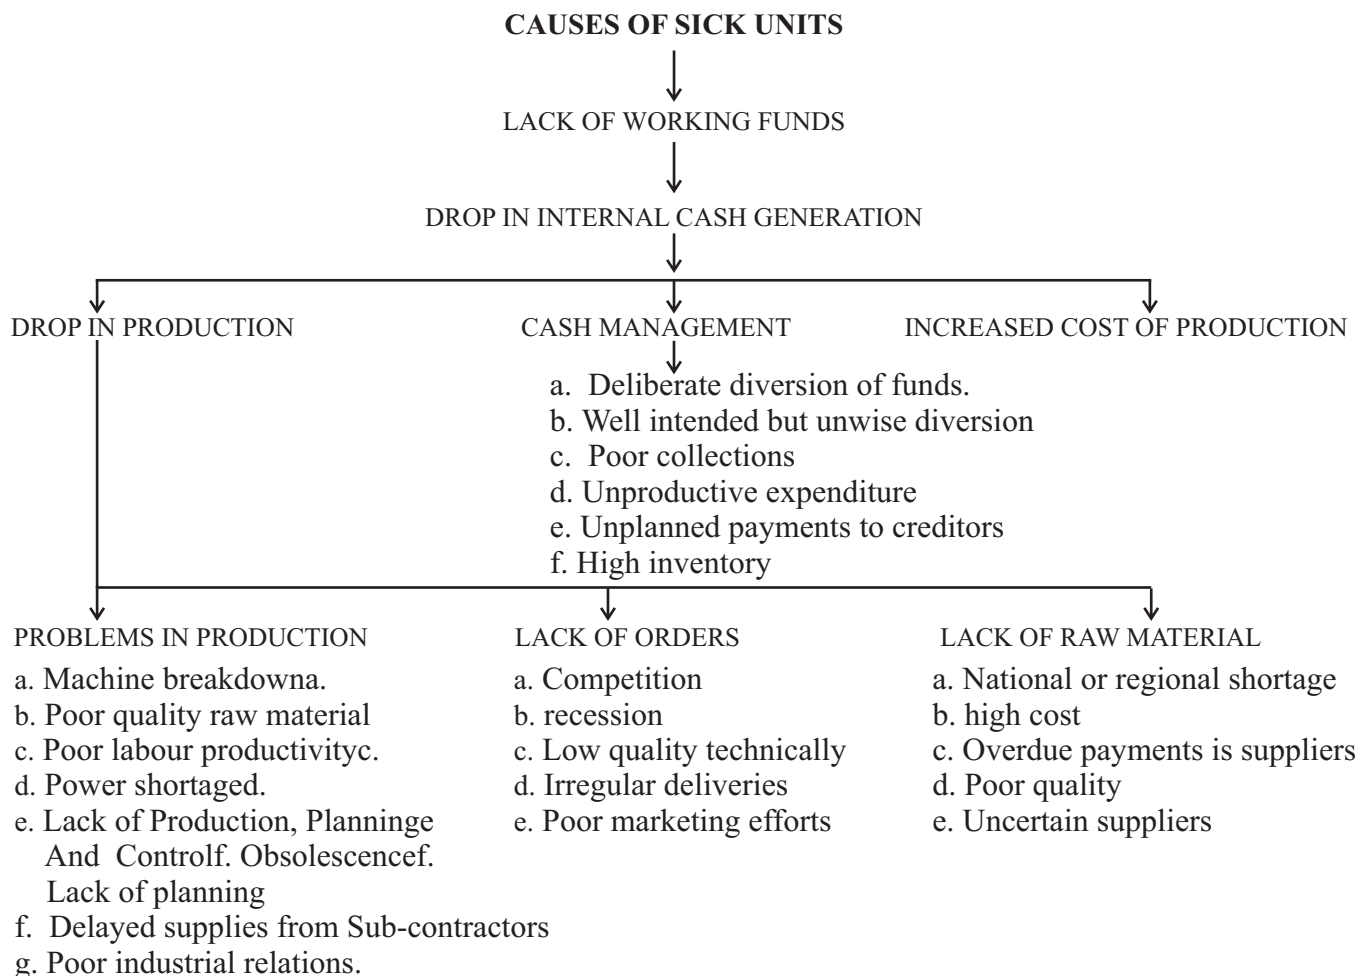 CAUSES OF SICK UNITS
LACK OF WORKING FUNDS
DROP IN INTERNAL CASH GENERATION
DROP IN PRODUCTION
CASH MANAGEMENT
INCREASED COST OF PRODUCTION
a. Deliberate diversion of funds.
b. Well intended but unwise diversion
c. Poor collections
d. Unproductive expenditure
e. Unplanned payments to creditors
f. High inventory
PROBLEMS IN PRODUCTION
a. Machine breakdowna.
b. Poor quality raw material
c. Poor labour productivityc.
d. Power shortaged.
e. Lack of Production, Planninge
And Controlf. Obsolescencef.
Lack of planning
f. Delayed supplies from Sub-contractors
g. Poor industrial relations.
LACK OF ORDERS
a. Competition
b. recession
c. Low quality technically
d. Irregular deliveries
e. Poor marketing efforts
LACK OF RAW MATERIAL
a. National or regional shortage
b. high cost
c. Overdue payments is suppliers
d. Poor quality
e. Uncertain suppliers